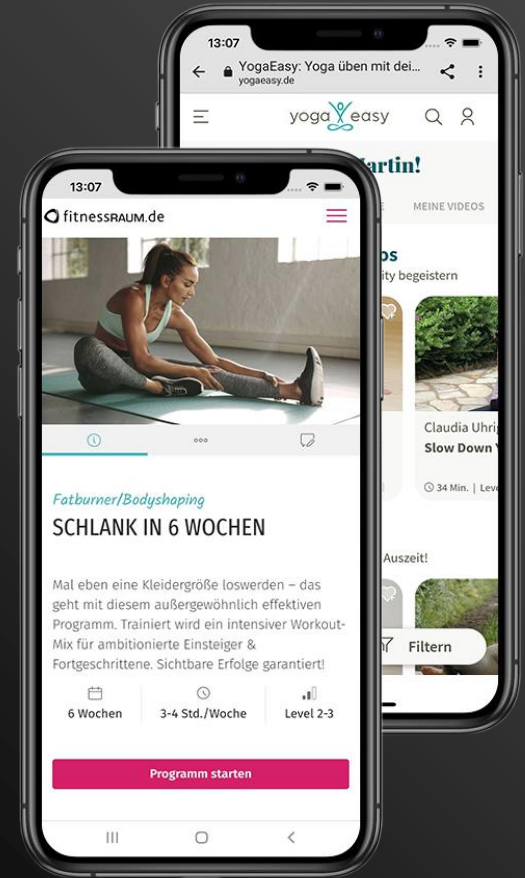 13:07
YogaEasy: Yoga üben mit dei...
yogaeasy.de
yoga easy
artin!
MEINE VIDEOS
os
ity begeistern
Claudia Uhri
Slow Down
34 Min. | Leve
Auszeit!
Filtern
13:07
fitnessRAUM.de
Fatburner/Bodyshaping
SCHLANK IN 6 WOCHEN
Mal eben eine Kleidergröße loswerden – das
geht mit diesem außergewöhnlich effektiven
Programm. Trainiert wird ein intensiver Workout-
Mix für ambitionierte Einsteiger &
Fortgeschrittene. Sichtbare Erfolge garantiert!
6 Wochen
3-4 Std./Woche
Level 2-3
Programm starten